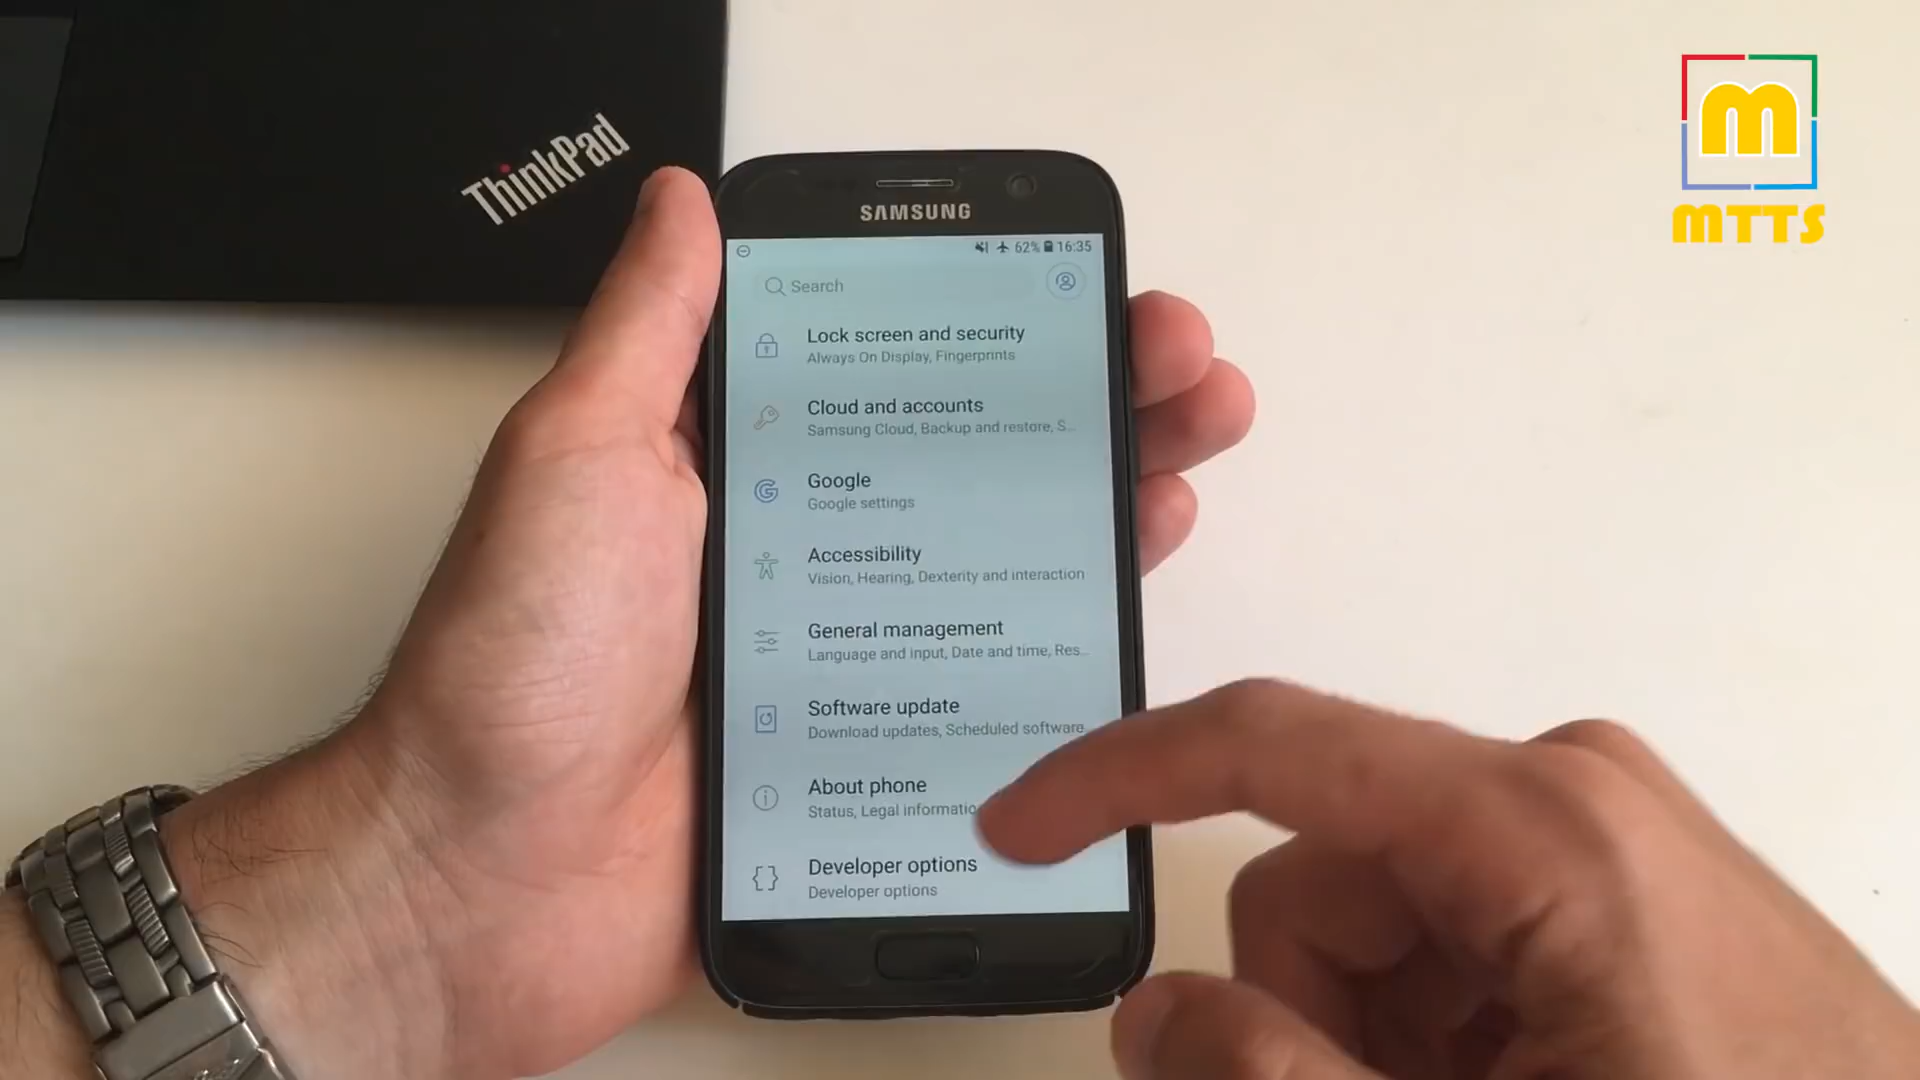 ThinkPad
M
MTTS
SAMSUNG
62% 16:35
Search
Lock screen and security
Always On Display, Fingerprints
Cloud and accounts
Samsung Cloud, Backup and restore, S...
Google
Google settings
Accessibility
Vision, Hearing, Dexterity and interaction
General management
Language and input, Date and time, Res...
Software update
Download updates, Scheduled software
About phone
Status, Legal informatio
Developer options
Developer options